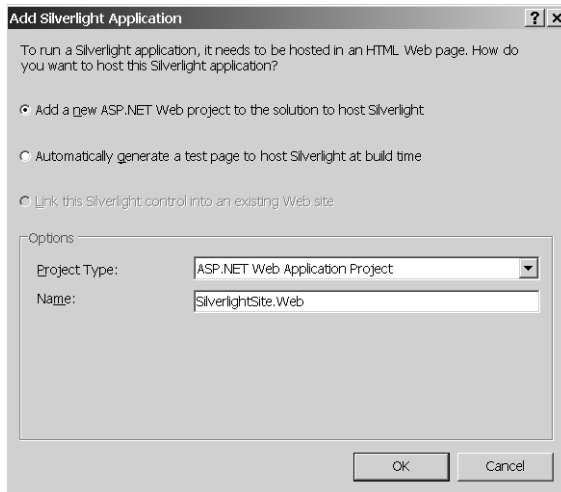 Add Silverlight Application
? x
To run a Silverlight application, it needs to be hosted in an HTML Web page. How do
you want to host this Silverlight application?
Add a new ASP.NET Web project to the solution to host Silverlight
Automatically generate a test page to host Silverlight at build time
Link this Silverlight control into an existing Web site
Options
Project Type:
ASP.NET Web Application Project
Name:
SilverlightSite.Web
OK
Cancel